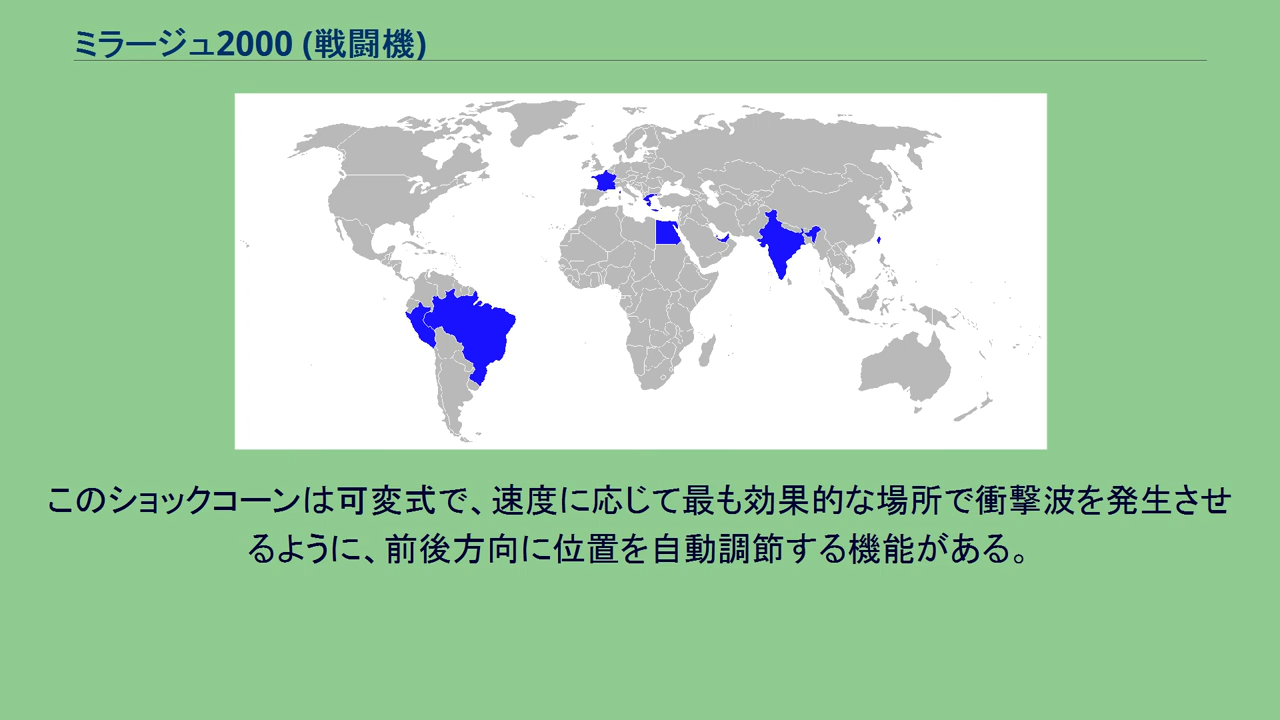 ミラージュ2000 (戦闘機)
このショックコーンは可変式で、速度に応じて最も効果的な場所で衝撃波を発生させ
るように、前後方向に位置を自動調節する機能がある。